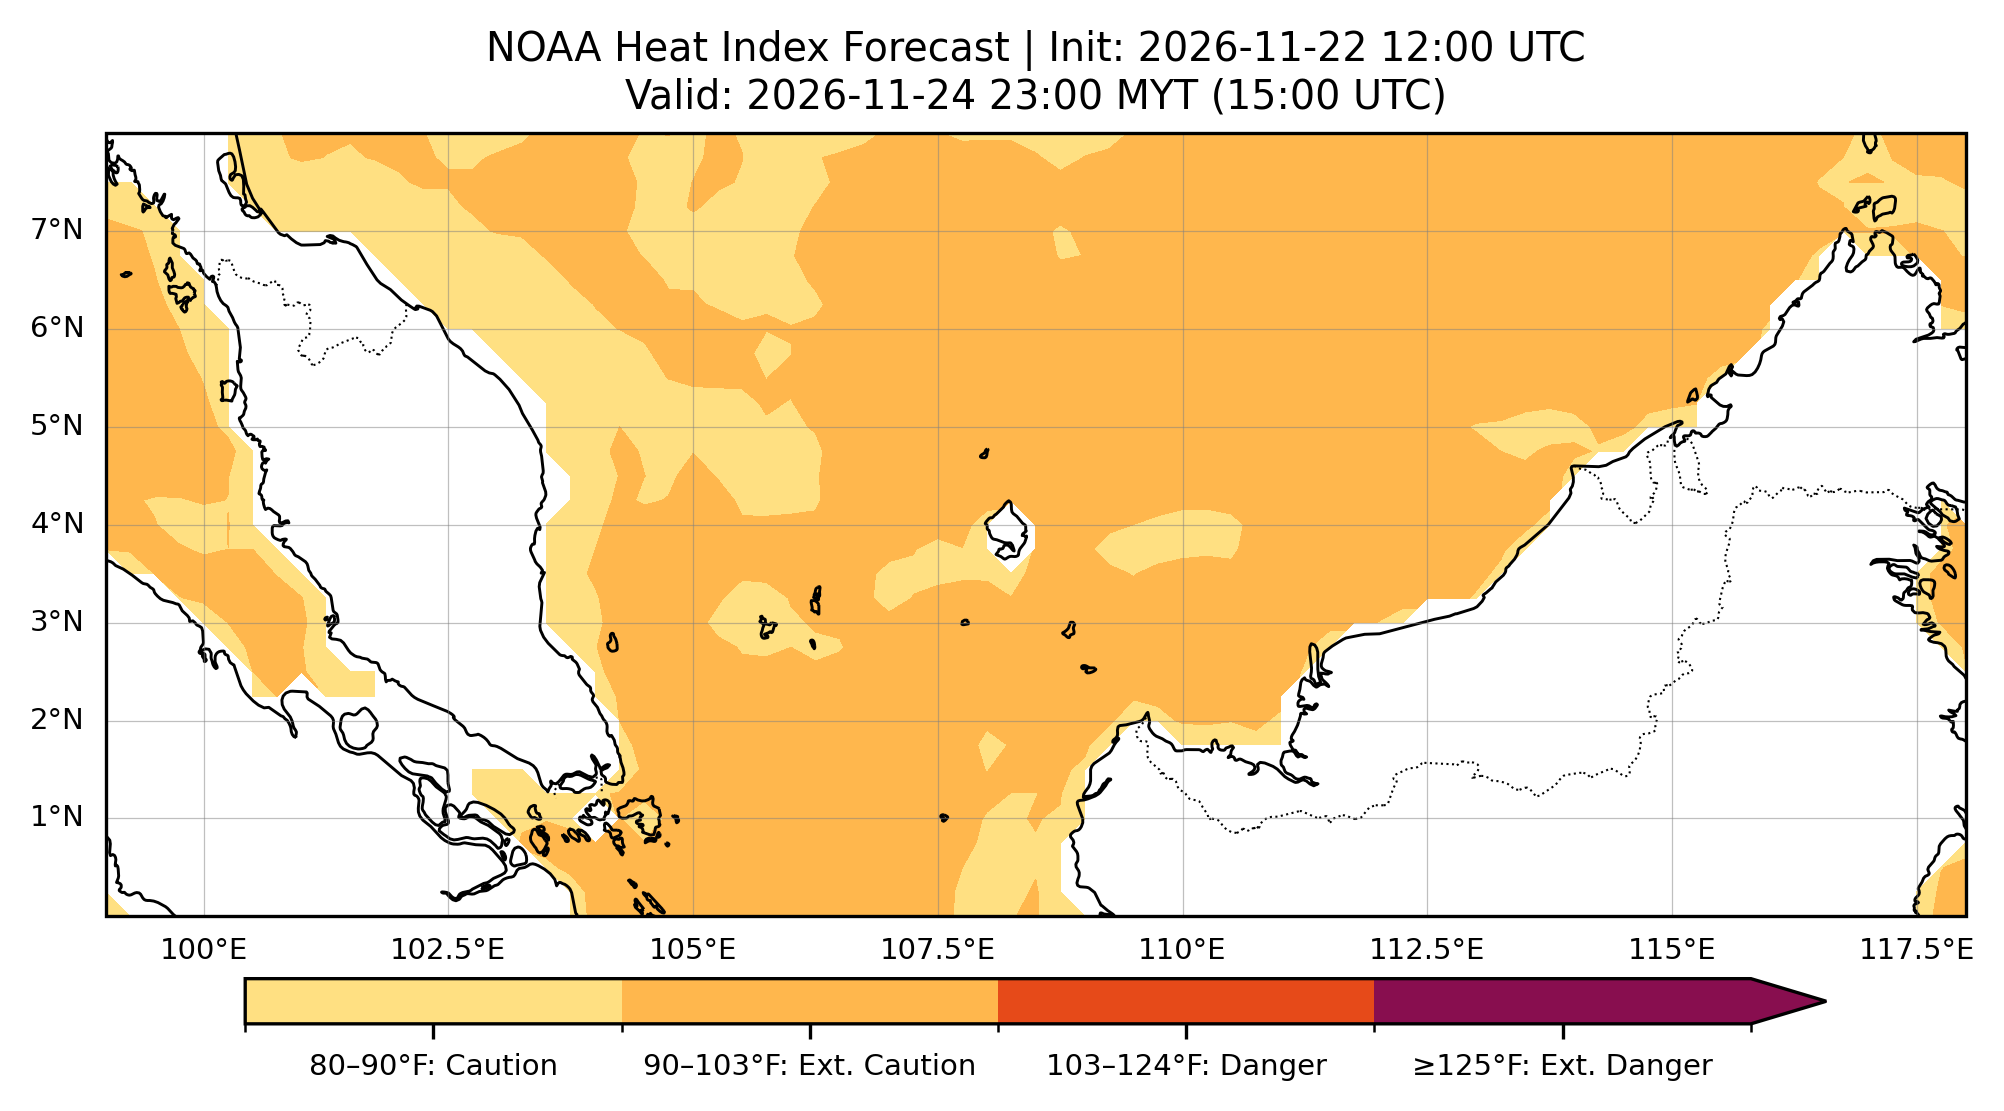 NOAA Heat Index Forecast | Init: 2026-11-22 12:00 UTC
Valid: 2026-11-24 23:00 MYT (15:00 UTC)
7°N
6°N
5°N
4°N
3°N
2°N
1°N
100°E 102.5°E 105°E 107.5°E 110°E 112.5°E 115°E 117.5°E
80–90°F: Caution 90–103°F: Ext. Caution 103–124°F: Danger ≥125°F: Ext. Danger